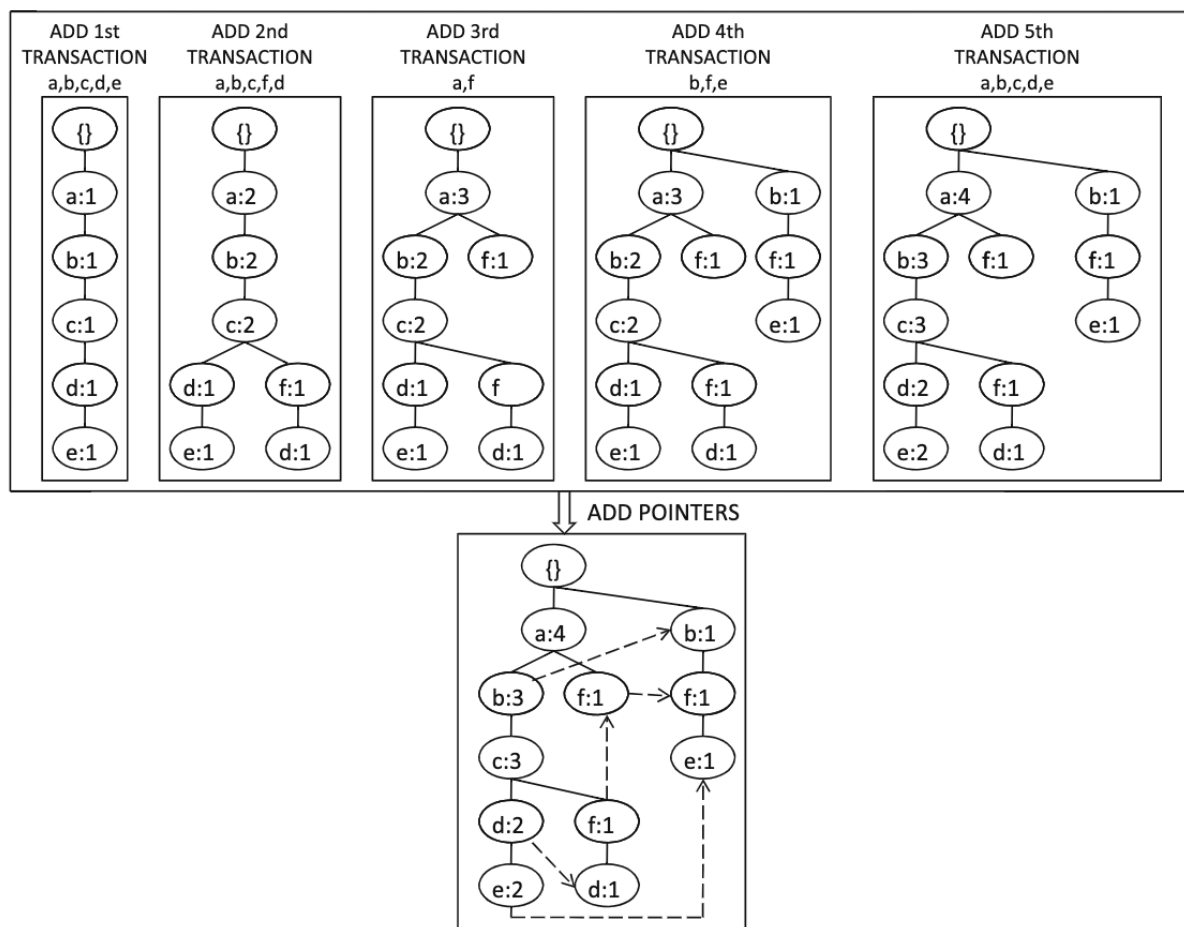 ADD 1st
TRANSACTION
a,b,c,d,e
ADD 2nd
TRANSACTION
a,b,c,f,d
ADD 3rd
TRANSACTION
a,f
ADD 4th
TRANSACTION
b,f,e
ADD 5th
TRANSACTION
a,b,c,d,e
{}
a:1
b:1
c:1
d:1
e:1
{}
a:2
b:2
c:2
d:1 f:1
e:1 d:1
{}
a:3
b:2 f:1
c:2
d:1 f
e:1 d:1
{}
a:3 b:1
b:2 f:1 f:1
c:2 e:1
d:1 f:1
e:1 d:1
{}
a:4 b:1
b:3 f:1 f:1
c:3 e:1
d:2 f:1
e:2 d:1
ADD POINTERS
{}
a:4 b:1
b:3 f:1 f:1
c:3 e:1
d:2 f:1
e:2 d:1